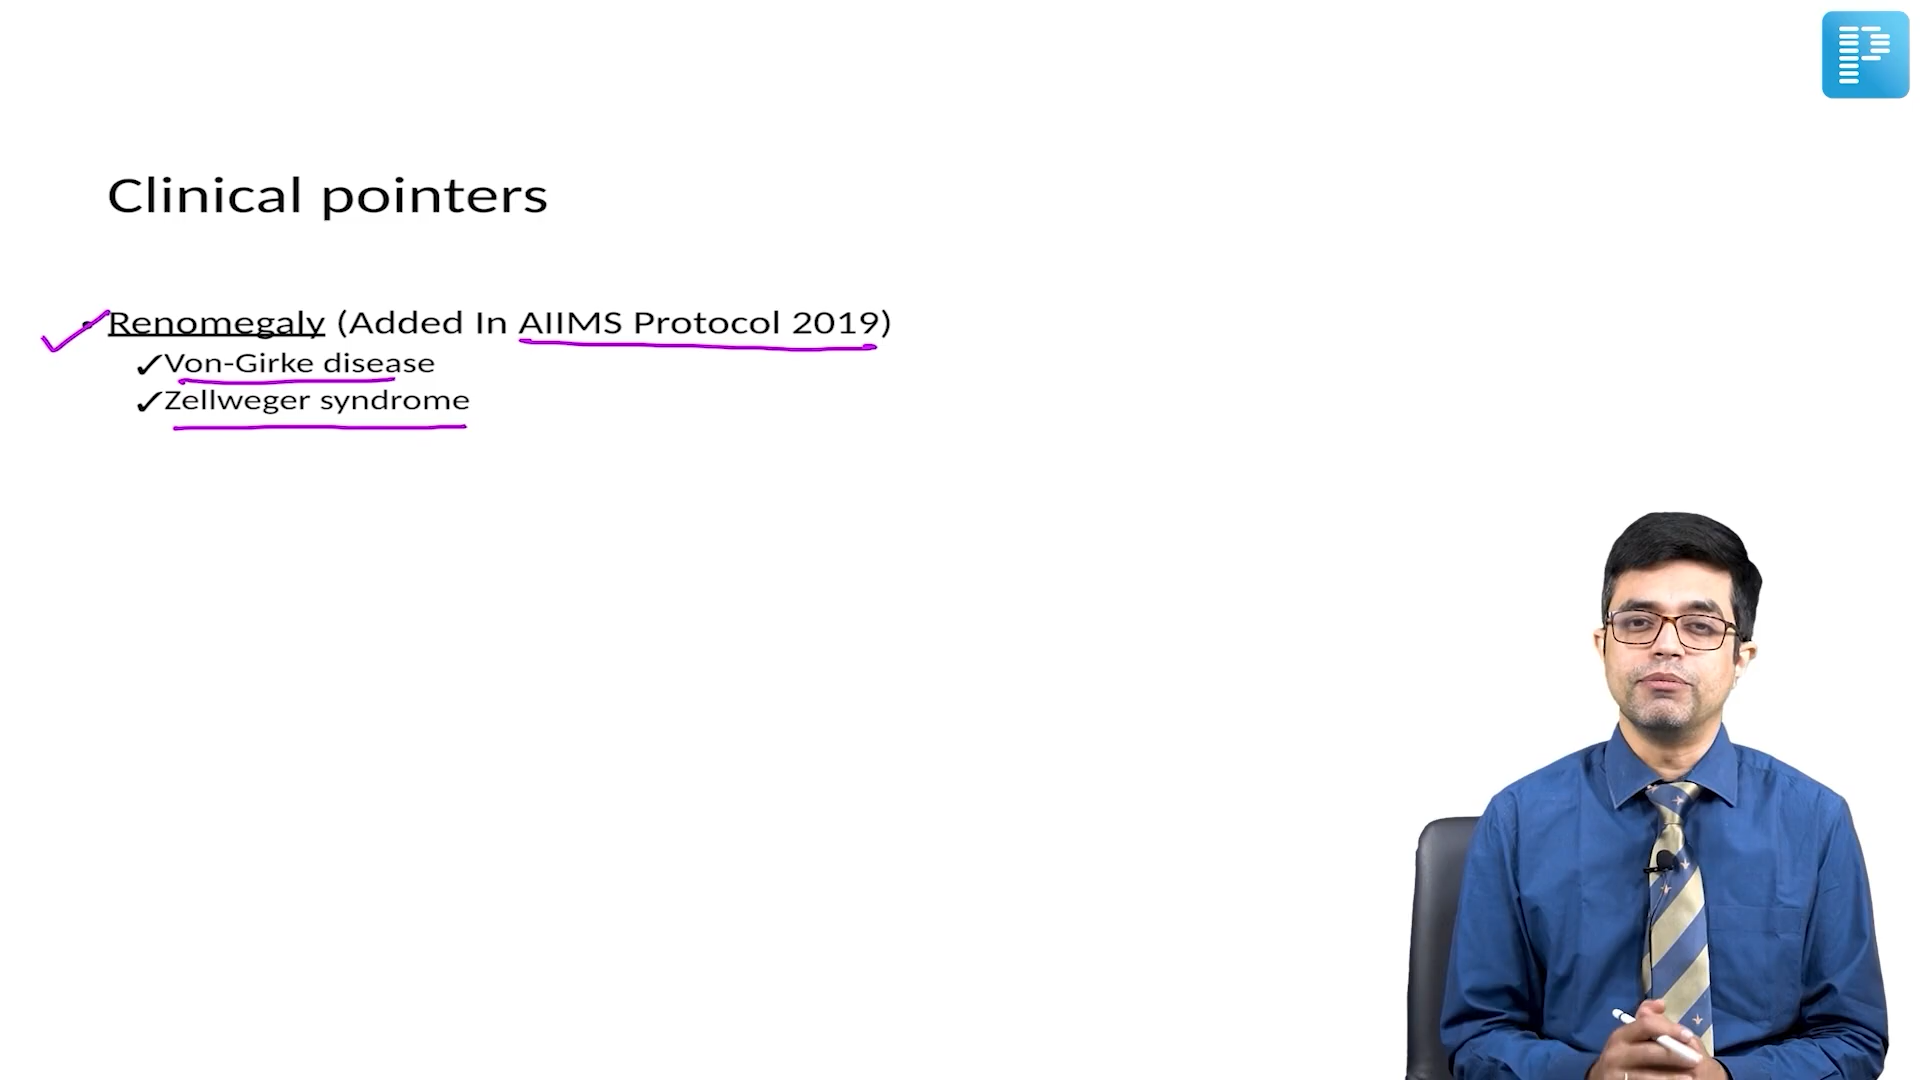 Clinical pointers
• Renomegaly (Added In AIIMS Protocol 2019)
✓Von-Girke disease
✓Zellweger syndrome